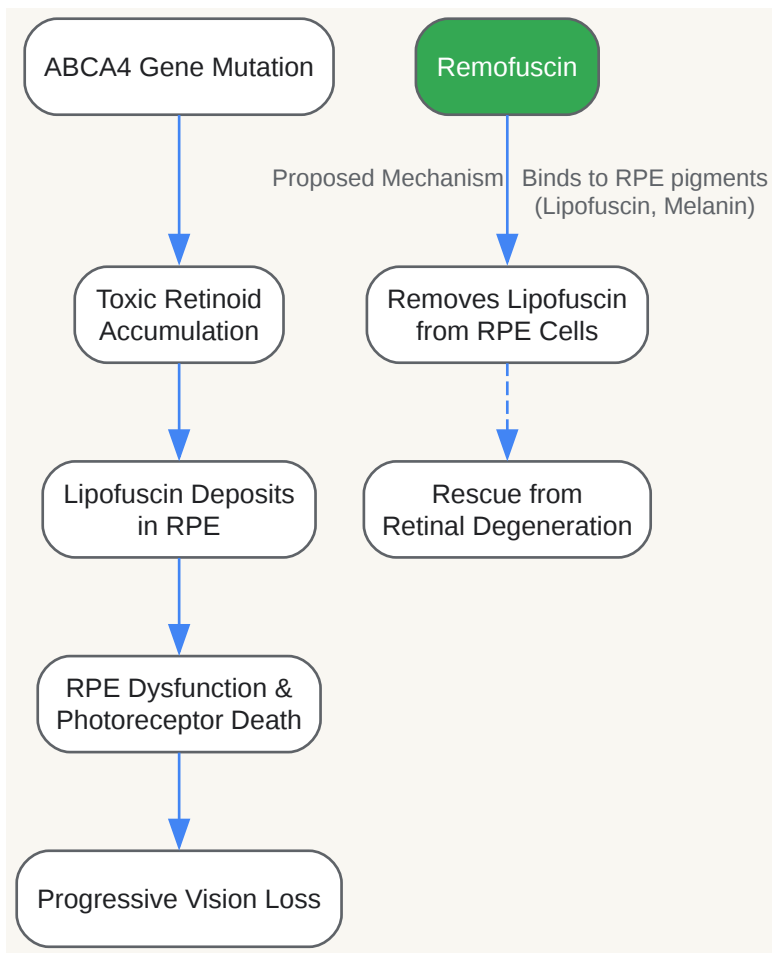 ABCA4 Gene Mutation
Remofuscin
Proposed Mechanism
Binds to RPE pigments
(Lipofuscin, Melanin)
Toxic Retinoid
Accumulation
Removes Lipofuscin
from RPE Cells
Lipofuscin Deposits
in RPE
Rescue from
Retinal Degeneration
RPE Dysfunction &
Photoreceptor Death
Progressive Vision Loss